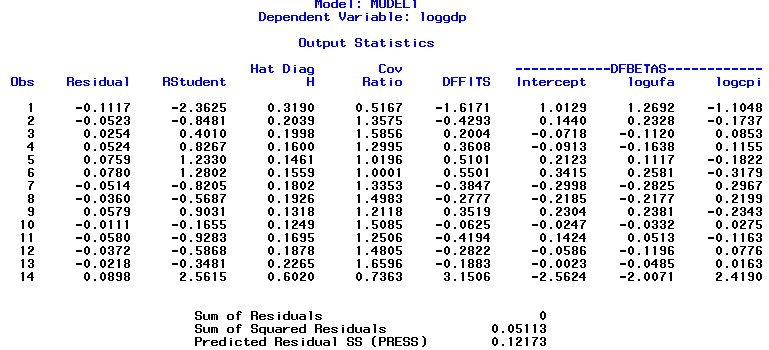 Model: MODEL1
Dependent Variable: loggdp
Output Statistics
Hat Diag Cov -------------DFBETAS-------------
Obs Residual RStudent H Ratio DFFITS Intercept logufa logcpi
1 -0.1117 -2.3625 0.3190 0.5167 -1.6171 1.0129 1.2692 -1.1048
2 -0.0523 -0.8481 0.2039 1.3575 -0.4293 0.1440 0.2328 -0.1737
3 0.0254 0.4010 0.1998 1.5856 0.2004 -0.0718 -0.1120 0.0853
4 0.0524 0.8267 0.1600 1.2995 0.3608 -0.0913 -0.1638 0.1155
5 0.0759 1.2330 0.1461 1.0196 0.5101 0.2123 0.1117 -0.1822
6 0.0780 1.2802 0.1559 1.0001 0.5501 0.3415 0.2581 -0.3179
7 -0.0514 -0.8205 0.1802 1.3353 -0.3847 -0.2998 -0.2825 0.2967
8 -0.0360 -0.5687 0.1926 1.4983 -0.2777 -0.2185 -0.2177 0.2199
9 0.0579 0.9031 0.1318 1.2118 0.3519 0.2304 0.2381 -0.2343
10 -0.0111 -0.1655 0.1249 1.5085 -0.0625 -0.0247 -0.0332 0.0275
11 -0.0580 -0.9283 0.1695 1.2506 -0.4194 0.1424 0.0513 -0.1163
12 -0.0372 -0.5868 0.1878 1.4805 -0.2822 -0.0586 -0.1196 0.0776
13 -0.0218 -0.3481 0.2265 1.6596 -0.1883 -0.0023 -0.0485 0.0163
14 0.0898 2.5615 0.6020 0.7363 3.1506 -2.5624 -2.0071 2.4190
Sum of Residuals 0
Sum of Squared Residuals 0.05113
Predicted Residual SS (PRESS) 0.12173